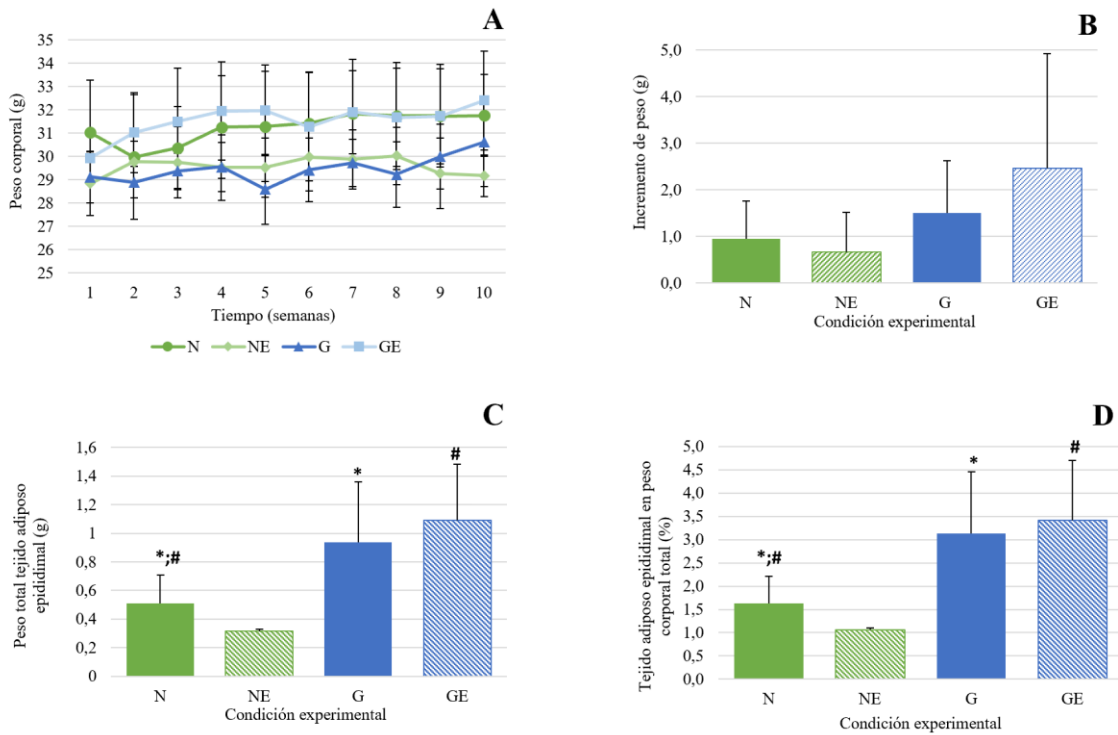 A
Peso corporal (g)
35
34
33
32
31
30
29
28
27
26
25
1 2 3 4 5 6 7 8 9 10
Tiempo (semanas)
N NE G GE
B
Incremento de peso (g)
5,0
4,0
3,0
2,0
1,0
0,0
N NE G GE
Condición experimental
C
Peso total tejido adiposo
epididimal (g)
1,6
1,4
1,2
1
0,8
0,6
0,4
0,2
0
*;#
*
#
N NE G GE
Condición experimental
D
Tejido adiposo epididimal en peso
corporal total (%)
5,0
4,5
4,0
3,5
3,0
2,5
2,0
1,5
1,0
0,5
0,0
*;#
*
#
N NE G GE
Condición experimental